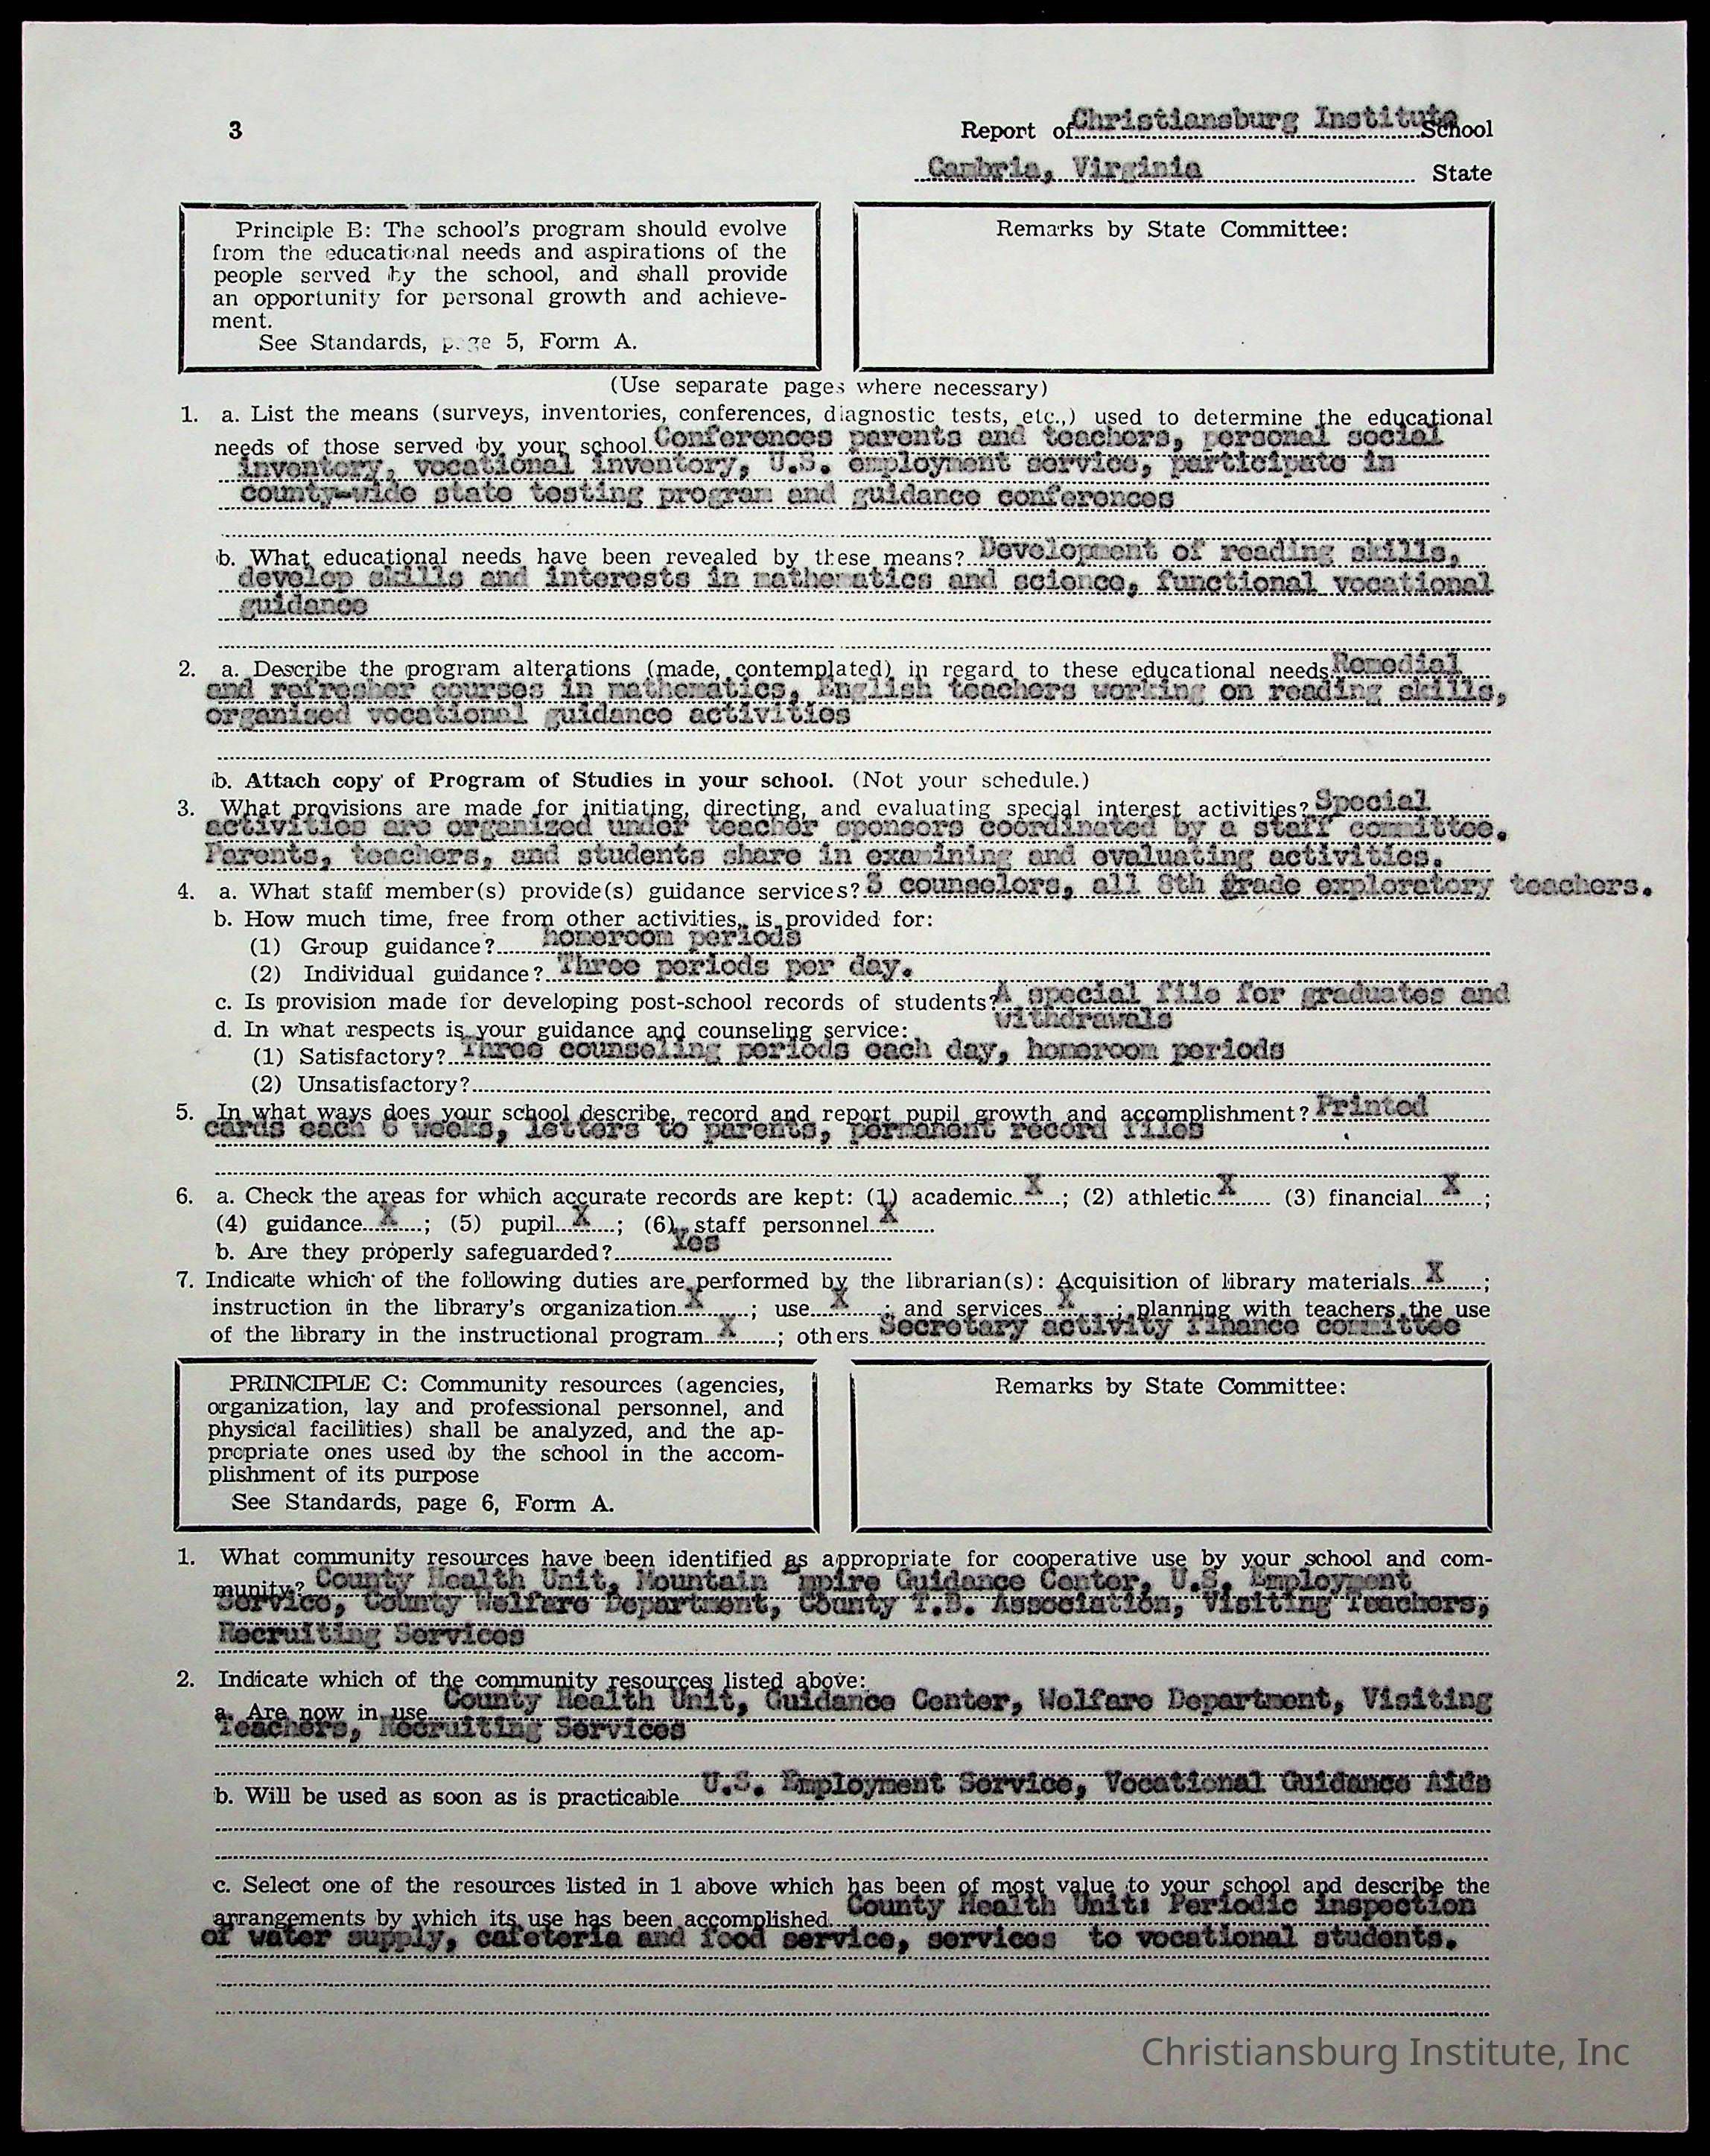 3
Report of Christiansburg Institute School
Cambria, Virginia State
Principle B: The school's program should evolve
from the educational needs and aspirations of the
people served by the school, and shall provide
an opportunity for personal growth and achieve-
ment.
See Standards, page 5, Form A.
Remarks by State Committee:
(Use separate pages where necessary)
1. a. List the means (surveys, inventories, conferences, diagnostic tests, etc.,) used to determine the educational
needs of those served by your school. Conferences parents and teachers, personal social
inventory, vocational inventory, U.S. employment service, participate in
county-wide state testing program and guidance conferences
b. What educational needs have been revealed by these means? Development of reading skills,
develop skills and interests in mathematics and science, functional vocational
guidance
2. a. Describe the program alterations (made, contemplated) in regard to these educational needs. Remedial
and refresher courses in mathematics, English teachers working on reading skills,
organized vocational guidance activities
b. Attach copy of Program of Studies in your school. (Not your schedule.)
3. What provisions are made for initiating, directing, and evaluating special interest activities? Special
activities are organized under teacher sponsors coordinated by a staff committee.
Parents, teachers, and students share in examining and evaluating activities.
4. a. What staff member(s) provide(s) guidance services? 3 counselors, all 8th grade exploratory teachers.
b. How much time, free from other activities, is provided for:
(1) Group guidance? homeroom periods
(2) Individual guidance? Three periods per day.
c. Is provision made for developing post-school records of students? A special file for graduates and
withdrawals
d. In what respects is your guidance and counseling service:
(1) Satisfactory? Three counseling periods each day, homeroom periods
(2) Unsatisfactory?
5. In what ways does your school describe, record and report pupil growth and accomplishment? Printed
cards each 6 weeks, letters to parents, permanent record files
6. a. Check the areas for which accurate records are kept: (1) academic X; (2) athletic X (3) financial X;
(4) guidance X; (5) pupil X; (6) staff personnel X
b. Are they properly safeguarded? Yes
7. Indicate which of the following duties are performed by the librarian(s): Acquisition of library materials X;
instruction in the library's organization X; use X; and services X; planning with teachers the use
of the library in the instructional program X; others Secretary activity finance committee
PRINCIPLE C: Community resources (agencies,
organization, lay and professional personnel, and
physical facilities) shall be analyzed, and the ap-
propriate ones used by the school in the accom-
plishment of its purpose
See Standards, page 6, Form A.
Remarks by State Committee:
1. What community resources have been identified as appropriate for cooperative use by your school and com-
munity? County Health Unit, Mountain Empire Guidance Center, U.S. Employment
Service, County Welfare Department, County T.B. Association, Visiting Teachers,
Recruiting Services
2. Indicate which of the community resources listed above:
a. Are now in use County Health Unit, Guidance Center, Welfare Department, Visiting
Teachers, Recruiting Services
b. Will be used as soon as is practicable U.S. Employment Service, Vocational Guidance Aids
c. Select one of the resources listed in 1 above which has been of most value to your school and describe the
arrangements by which its use has been accomplished. County Health Unit: Periodic inspection
of water supply, cafeteria and food service, services to vocational students.
Christiansburg Institute, Inc